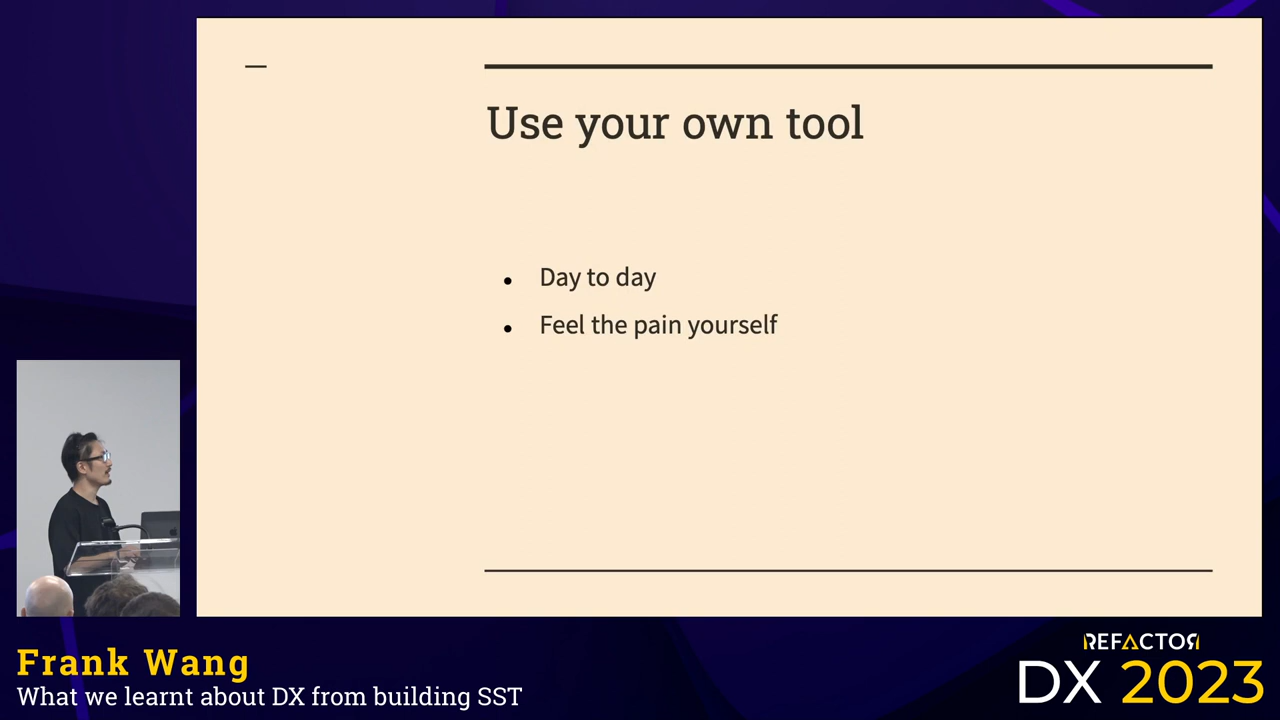 Use your own tool
Day to day
Feel the pain yourself
Frank Wang
What we learnt about DX from building SST
REFACTOR
DX 2023